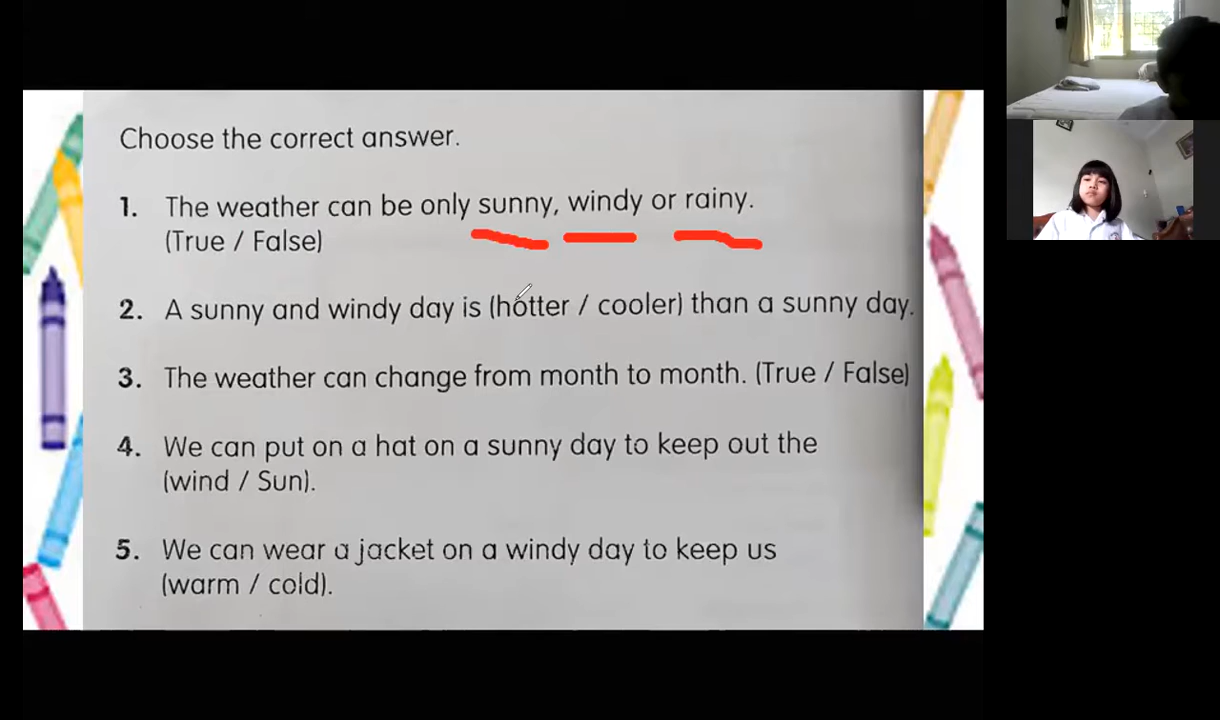 Choose the correct answer.
1. The weather can be only sunny, windy or rainy.
(True / False)
2. A sunny and windy day is (hotter / cooler) than a sunny day.
3. The weather can change from month to month. (True / False)
4. We can put on a hat on a sunny day to keep out the
(wind / Sun).
5. We can wear a jacket on a windy day to keep us
(warm / cold).